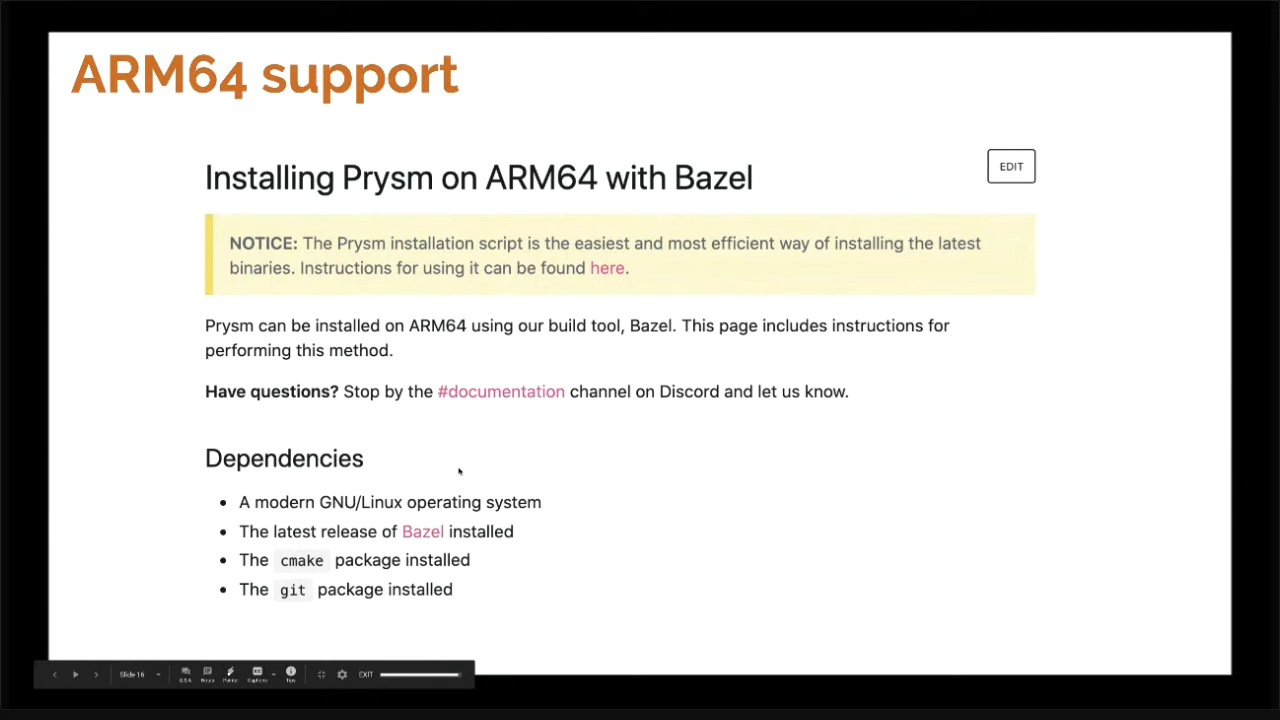 ARM64 support
Installing Prysm on ARM64 with Bazel
EDIT
NOTICE: The Prysm installation script is the easiest and most efficient way of installing the latest
binaries. Instructions for using it can be found here.
Prysm can be installed on ARM64 using our build tool, Bazel. This page includes instructions for
performing this method.
Have questions? Stop by the #documentation channel on Discord and let us know.
Dependencies
• A modern GNU/Linux operating system
• The latest release of Bazel installed
• The cmake package installed
• The git package installed
Slide 16
Q & A
Notes
Pointer
Captions
Tips
EXIT